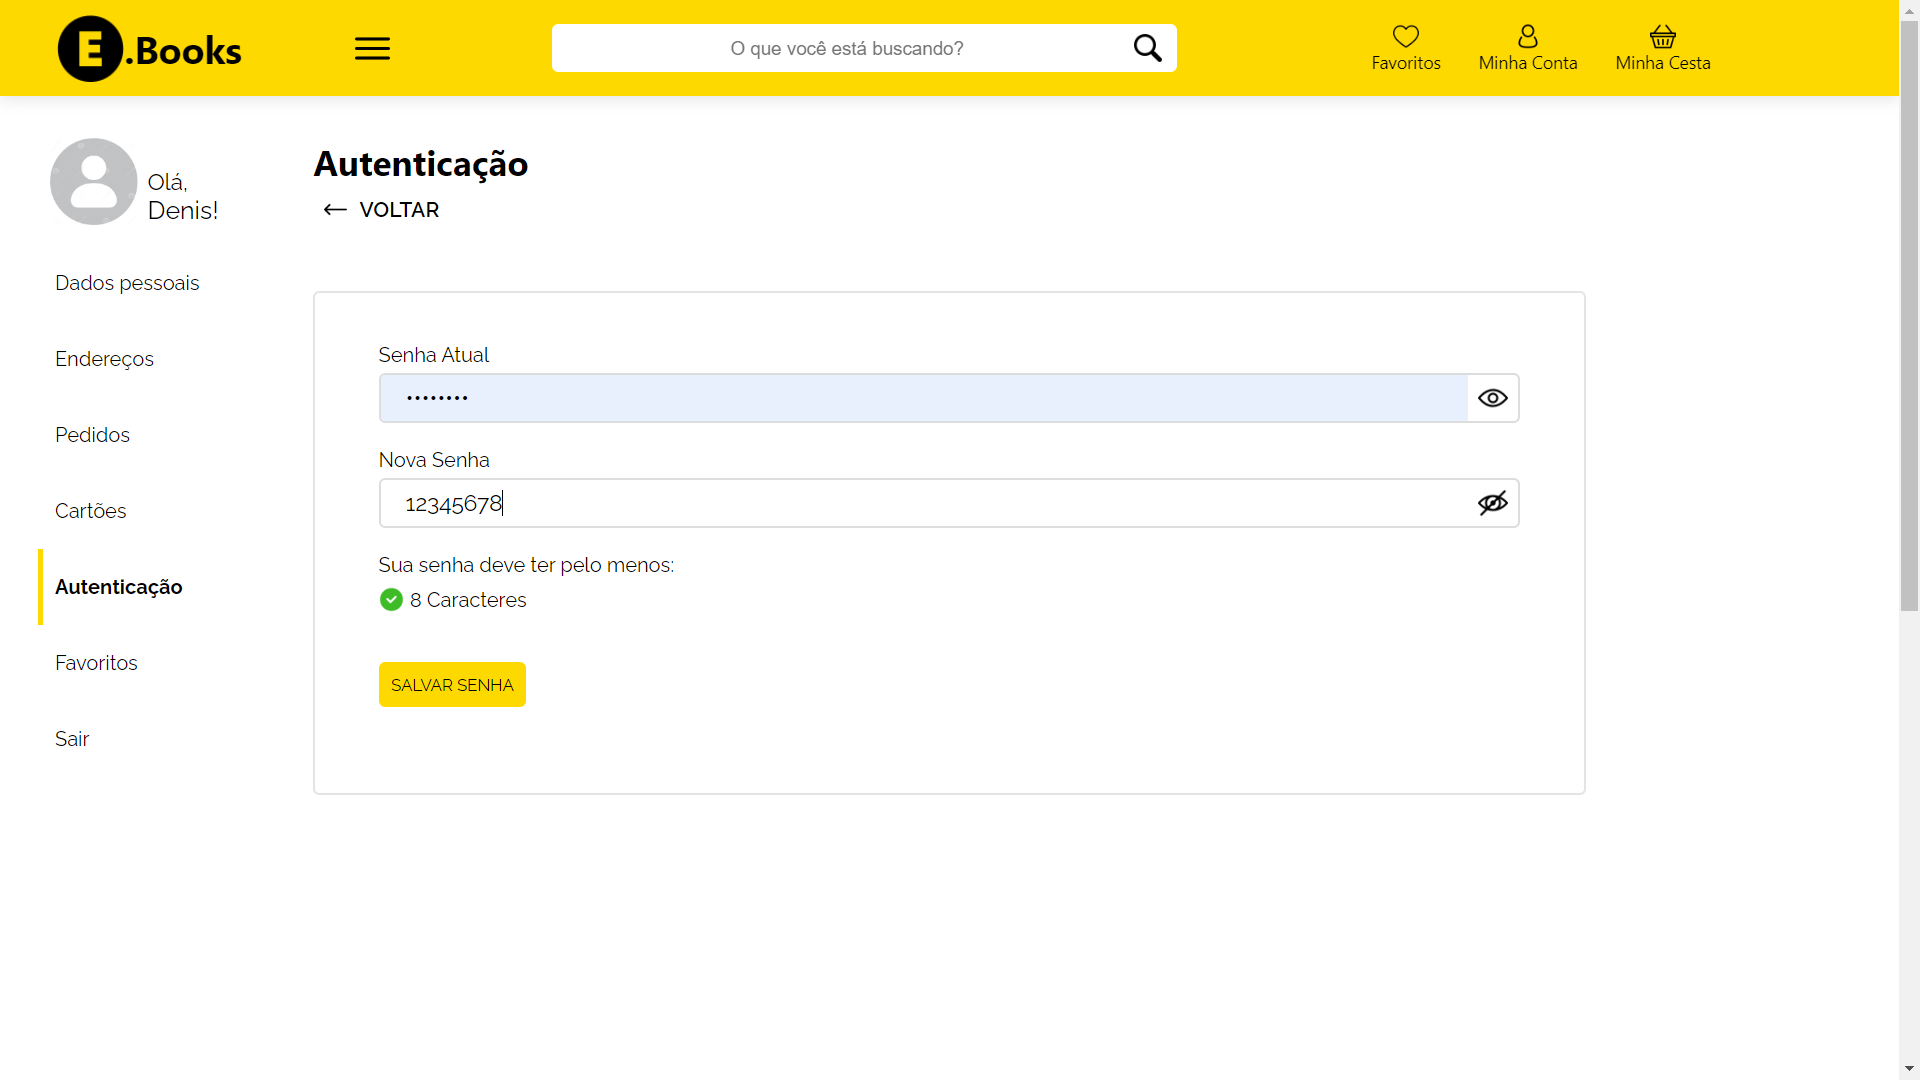 E.Books
O que você está buscando?
Favoritos
Minha Conta
Minha Cesta
Olá,
Denis!
Dados pessoais
Endereços
Pedidos
Cartões
Autenticação
Favoritos
Sair
Autenticação
VOLTAR
Senha Atual
••••••••
Nova Senha
12345678
Sua senha deve ter pelo menos:
8 Caracteres
SALVAR SENHA